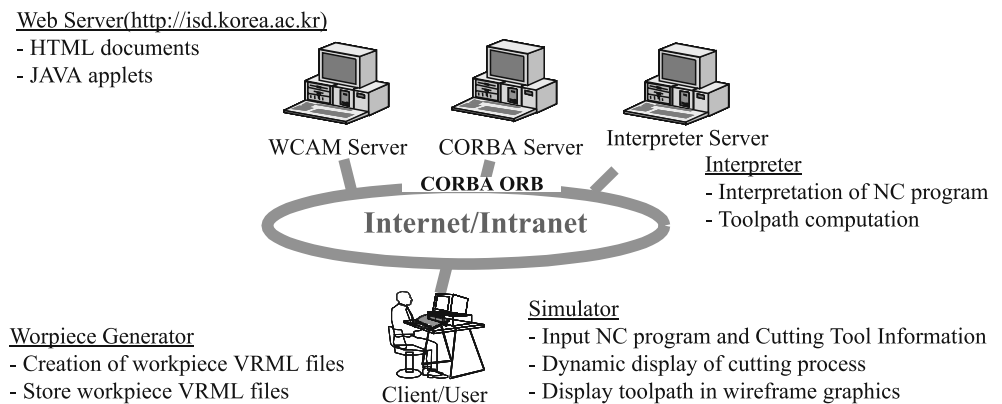 Web Server(http://isd.korea.ac.kr)
- HTML documents
- JAVA applets
WCAM Server
CORBA Server
Interpreter Server
Interpreter
- Interpretation of NC program
- Toolpath computation
CORBA ORB
Internet/Intranet
Worpiece Generator
- Creation of workpiece VRML files
- Store workpiece VRML files
Client/User
Simulator
- Input NC program and Cutting Tool Information
- Dynamic display of cutting process
- Display toolpath in wireframe graphics